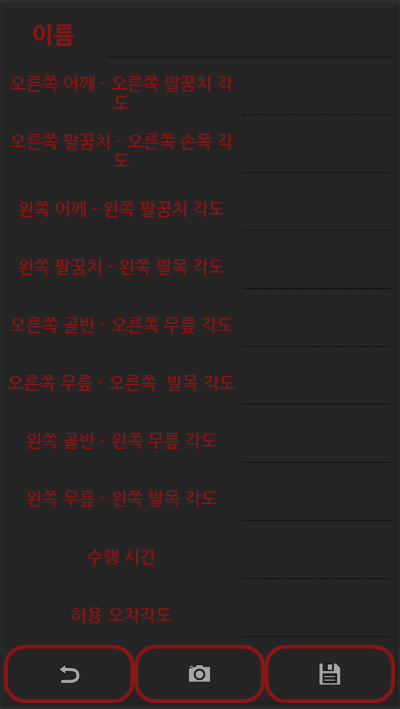 이름
오른쪽 어깨 - 오른쪽 팔꿈치 각
도
오른쪽 팔꿈치 - 오른쪽 손목 각
도
왼쪽 어깨 - 왼쪽 팔꿈치 각도
왼쪽 팔꿈치 - 왼쪽 팔목 각도
오른쪽 골반 - 오른쪽 무릎 각도
오른쪽 무릎 - 오른쪽 발목 각도
왼쪽 골반 - 왼쪽 무릎 각도
왼쪽 무릎 - 왼쪽 발목 각도
수행 시간
허용 오차각도